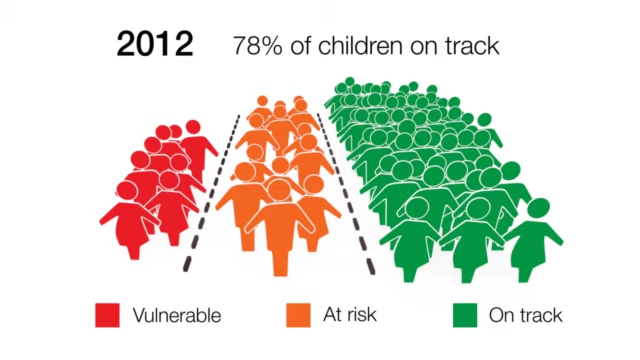 2012 78% of children on track
Vulnerable At risk On track